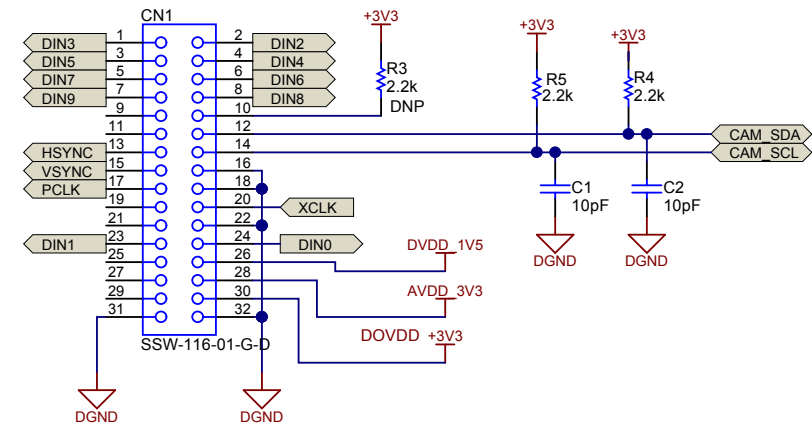 CN1
+3V3
+3V3
+3V3
DIN3 1 2 DIN2
DIN5 3 4 DIN4
DIN7 5 6 DIN6
DIN9 7 8 DIN8
R3
2.2k
DNP
R5
2.2k
R4
2.2k
9 10
11 12 CAM_SDA
HSYNC 13 14 CAM_SCL
VSYNC 15 16
PCLK 17 18
C1
10pF
C2
10pF
19 20 XCLK
21 22
DIN1 23 24 DIN0
DVDD_1V5
DGND
DGND
25 26
27 28
AVDD_3V3
29 30
31 32
DOVDD +3V3
SSW-116-01-G-D
DGND
DGND